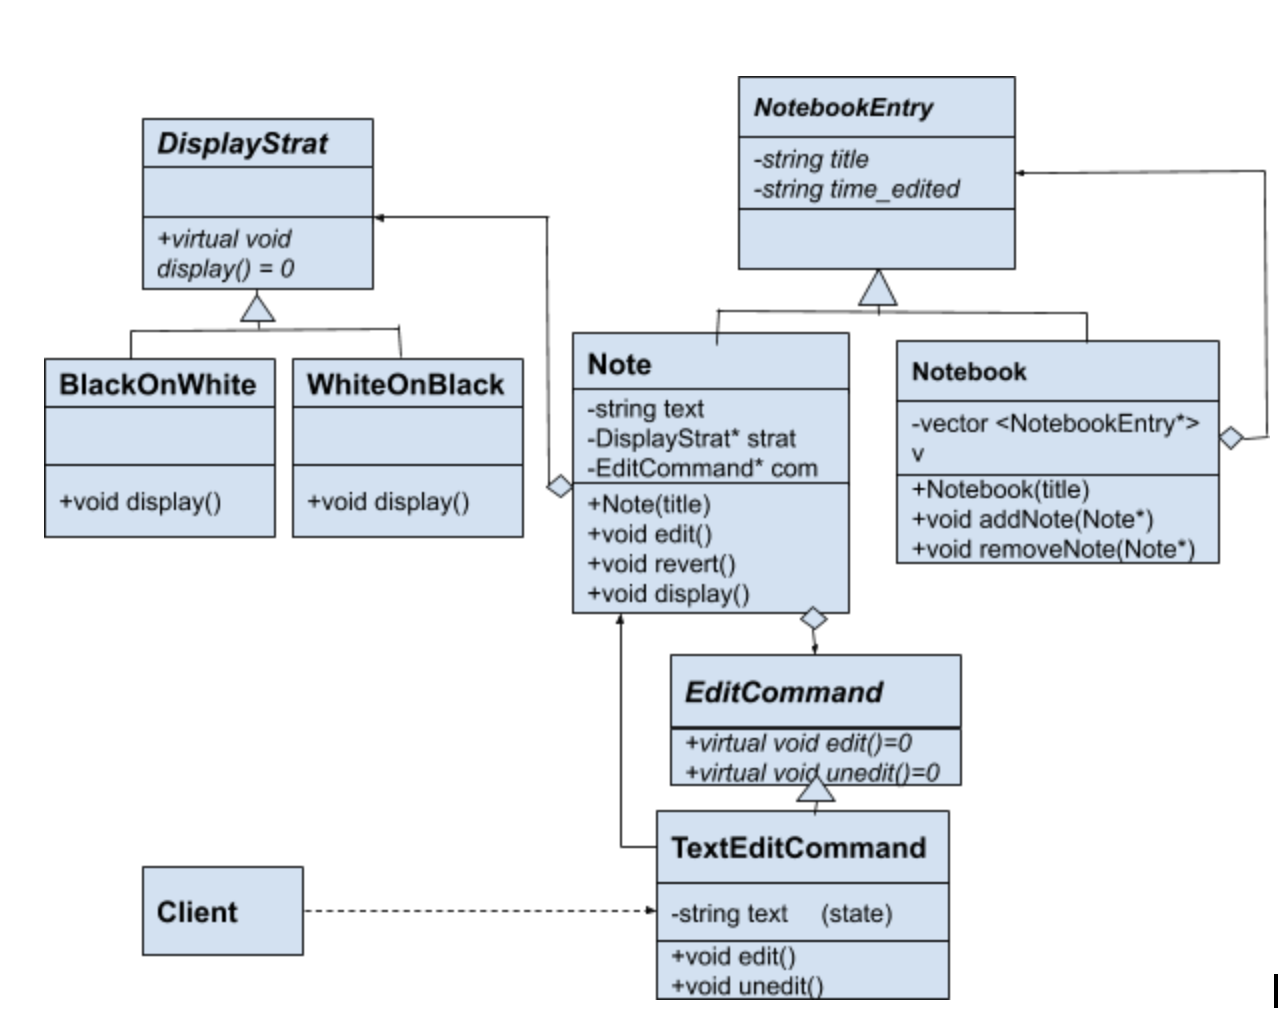 DisplayStrat
+virtual void
display() = 0
BlackOnWhite
+void display()
WhiteOnBlack
+void display()
NotebookEntry
-string title
-string time_edited
Note
-string text
-DisplayStrat* strat
-EditCommand* com
+Note(title)
+void edit()
+void revert()
+void display()
Notebook
-vector <NotebookEntry*>
v
+Notebook(title)
+void addNote(Note*)
+void removeNote(Note*)
EditCommand
+virtual void edit()=0
+virtual void unedit()=0
TextEditCommand
-string text (state)
+void edit()
+void unedit()
Client